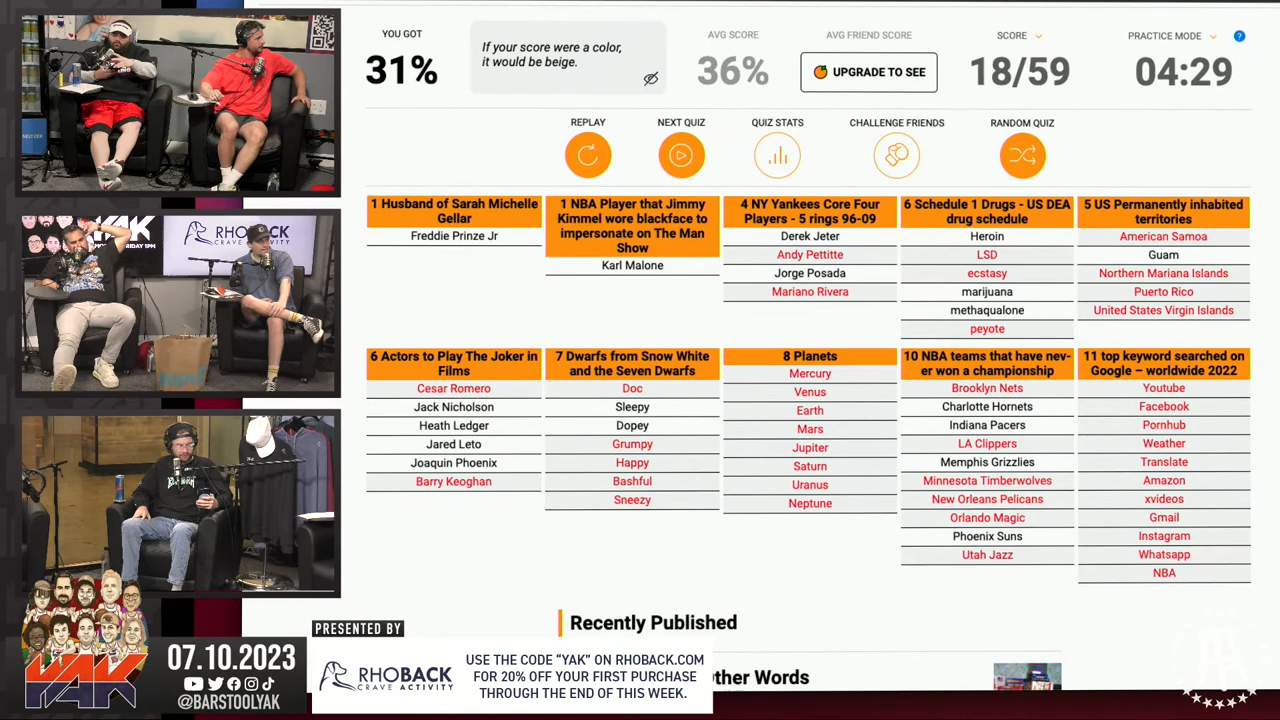 YOU GOT
31%
If your score were a color,
it would be beige.
AVG SCORE
36%
AVG FRIEND SCORE
UPGRADE TO SEE
SCORE
18/59
PRACTICE MODE
?
04:29
REPLAY
NEXT QUIZ
QUIZ STATS
CHALLENGE FRIENDS
RANDOM QUIZ
1 Husband of Sarah Michelle
Gellar
Freddie Prinze Jr
1 NBA Player that Jimmy
Kimmel wore blackface to
impersonate on The Man
Show
Karl Malone
4 NY Yankees Core Four
Players - 5 rings 96-09
Derek Jeter
Andy Pettitte
Jorge Posada
Mariano Rivera
6 Schedule 1 Drugs - US DEA
drug schedule
Heroin
LSD
ecstasy
marijuana
methaqualone
peyote
5 US Permanently inhabited
territories
American Samoa
Guam
Northern Mariana Islands
Puerto Rico
United States Virgin Islands
6 Actors to Play The Joker in
Films
Cesar Romero
Jack Nicholson
Heath Ledger
Jared Leto
Joaquin Phoenix
Barry Keoghan
7 Dwarfs from Snow White
and the Seven Dwarfs
Doc
Sleepy
Dopey
Grumpy
Happy
Bashful
Sneezy
8 Planets
Mercury
Venus
Earth
Mars
Jupiter
Saturn
Uranus
Neptune
10 NBA teams that have nev-
er won a championship
Brooklyn Nets
Charlotte Hornets
Indiana Pacers
LA Clippers
Memphis Grizzlies
Minnesota Timberwolves
New Orleans Pelicans
Orlando Magic
Phoenix Suns
Utah Jazz
11 top keyword searched on
Google – worldwide 2022
Youtube
Facebook
Pornhub
Weather
Translate
Amazon
xvideos
Gmail
Instagram
Whatsapp
NBA
Recently Published
ther Words
YAK
RHOBACK
CRAVE ACTIVITY
YAK
07.10.2023
@BARSTOOLYAK
PRESENTED BY
RHOBACK
CRAVE ACTIVITY
USE THE CODE “YAK” ON RHOBACK.COM
FOR 20% OFF YOUR FIRST PURCHASE
THROUGH THE END OF THIS WEEK.